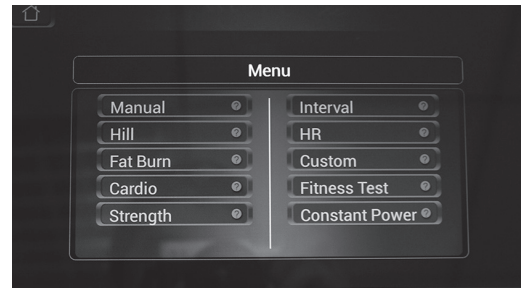 Menu
Manual
Hill
Fat Burn
Cardio
Strength
Interval
HR
Custom
Fitness Test
Constant Power